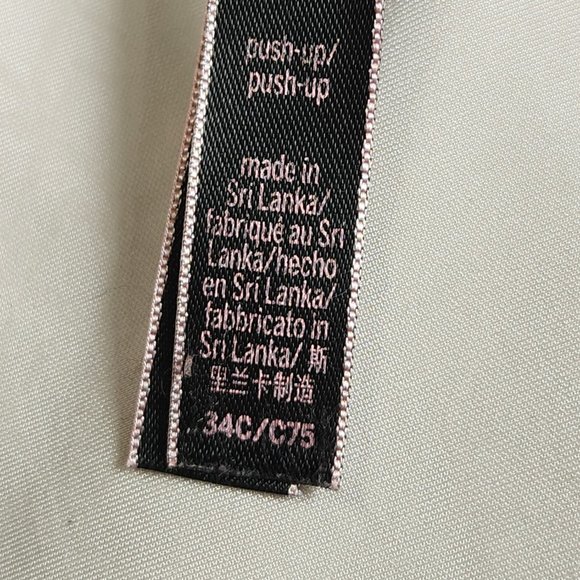 push-up/
push-up
made in
Sri Lanka/
fabriqué au Sri
Lanka/hecho
en Sri Lanka/
fabbricato in
Sri Lanka/ 斯
里兰卡制造
34C/C75